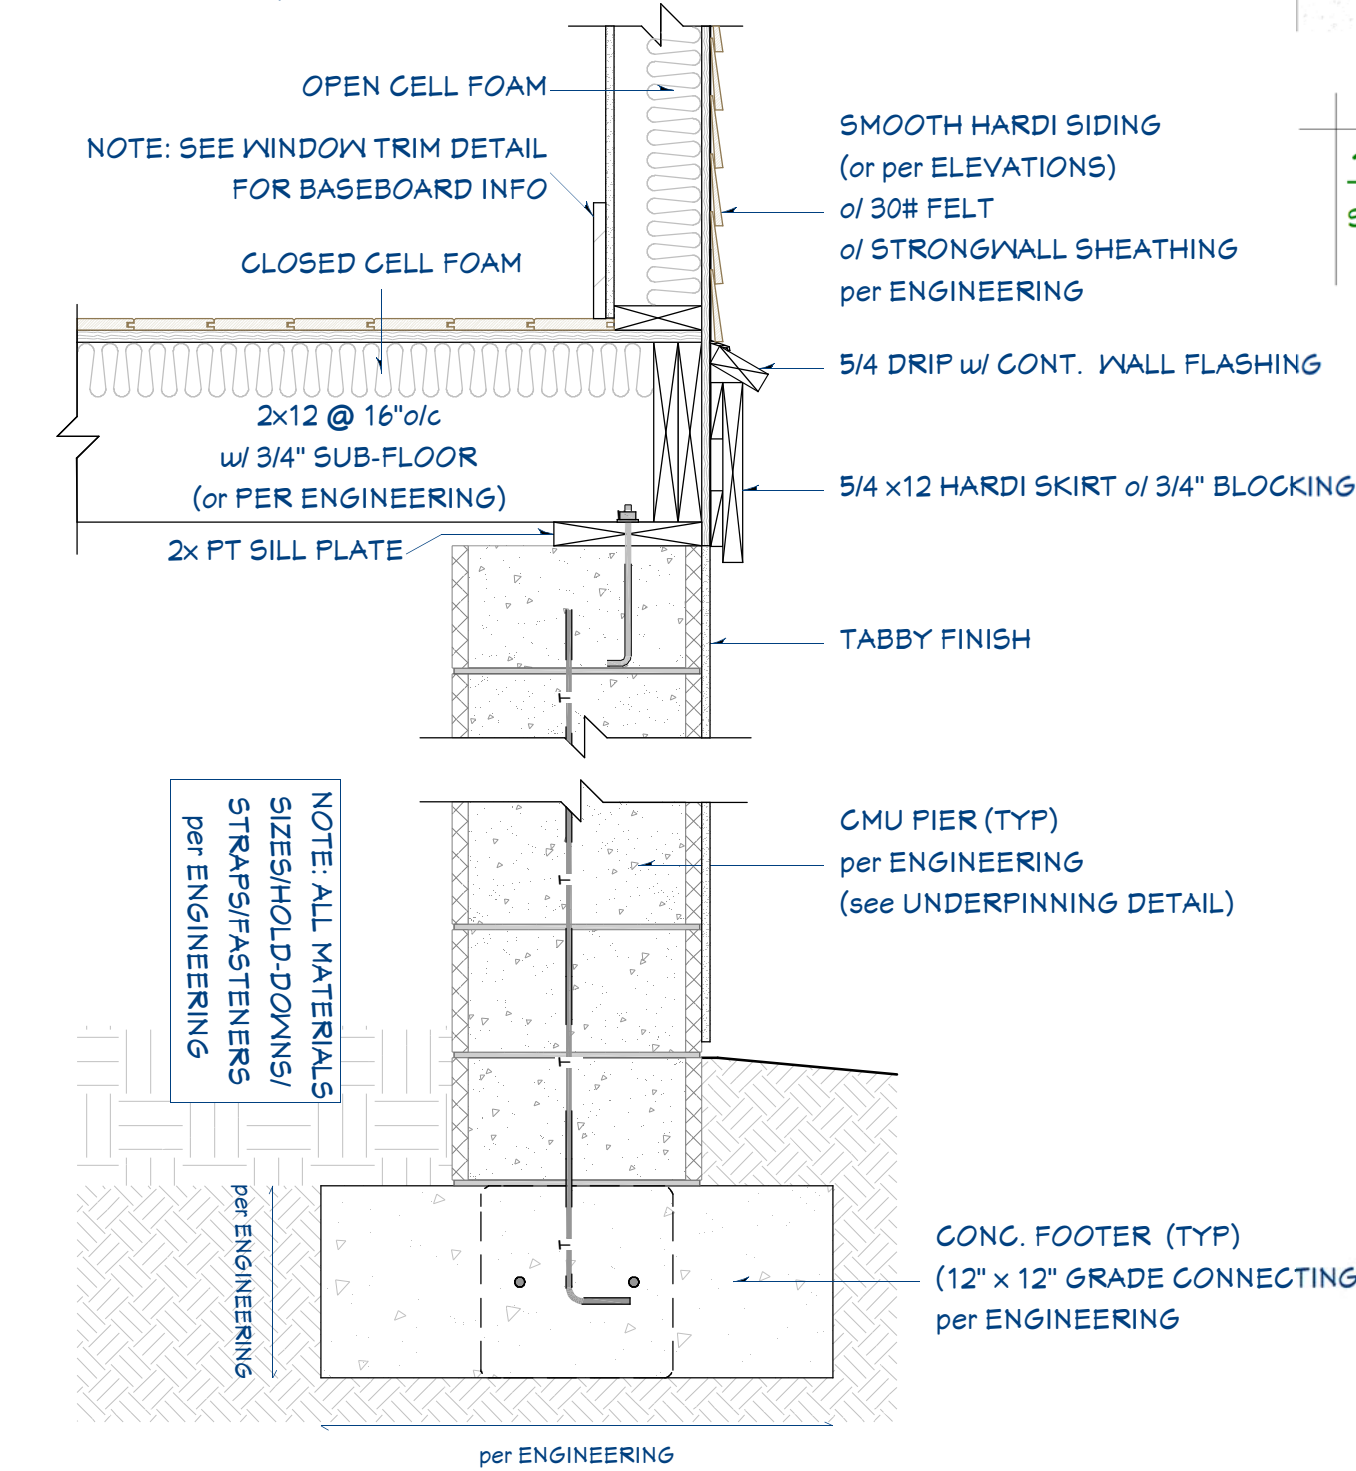 OPEN CELL FOAM
NOTE: SEE WINDOW TRIM DETAIL
FOR BASEBOARD INFO
CLOSED CELL FOAM
SMOOTH HARDI SIDING
(or per ELEVATIONS)
o/ 30# FELT
o/ STRONGWALL SHEATHING
per ENGINEERING
5/4 DRIP w/ CONT. WALL FLASHING
2x12 @ 16"o/c
w/ 3/4" SUB-FLOOR
(or PER ENGINEERING)
5/4 x12 HARDI SKIRT o/ 3/4" BLOCKING
2x PT SILL PLATE
TABBY FINISH
NOTE: ALL MATERIALS
SIZES/HOLD-DOWNS/
STRAPS/FASTENERS
per ENGINEERING
CMU PIER (TYP)
per ENGINEERING
(see UNDERPINNING DETAIL)
per ENGINEERING
CONC. FOOTER (TYP)
(12" x 12" GRADE CONNECTING
per ENGINEERING
per ENGINEERING